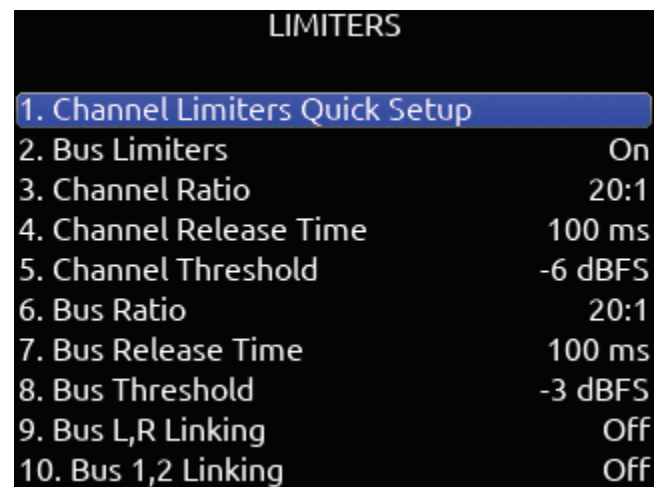 LIMITERS
1. Channel Limiters Quick Setup
2. Bus Limiters On
3. Channel Ratio 20:1
4. Channel Release Time 100 ms
5. Channel Threshold -6 dBFS
6. Bus Ratio 20:1
7. Bus Release Time 100 ms
8. Bus Threshold -3 dBFS
9. Bus L,R Linking Off
10. Bus 1,2 Linking Off